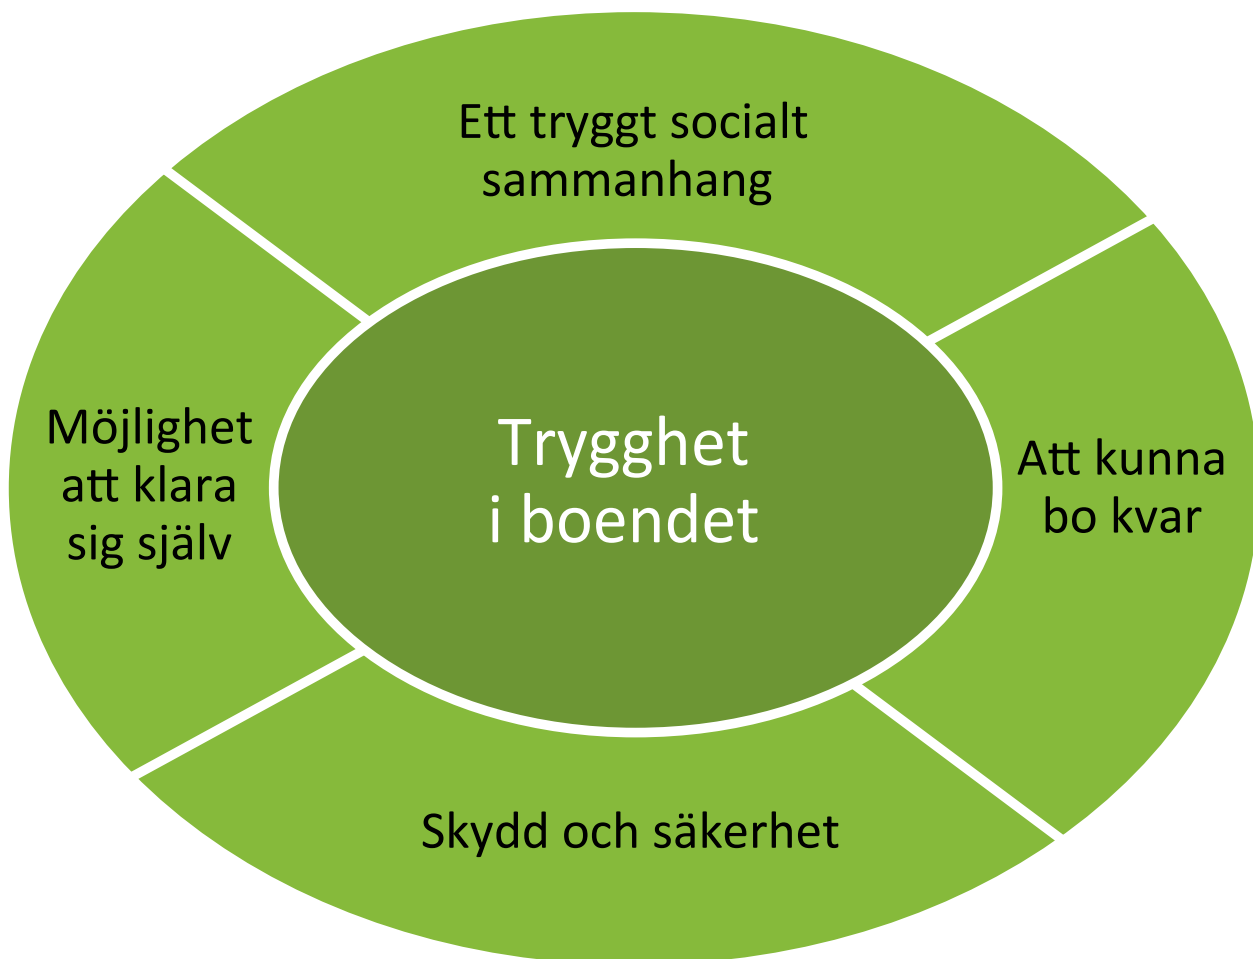 Ett tryggt socialt
sammanhang
Möjlighet
att klara
sig själv
Trygghet
i boendet
Att kunna
bo kvar
Skydd och säkerhet